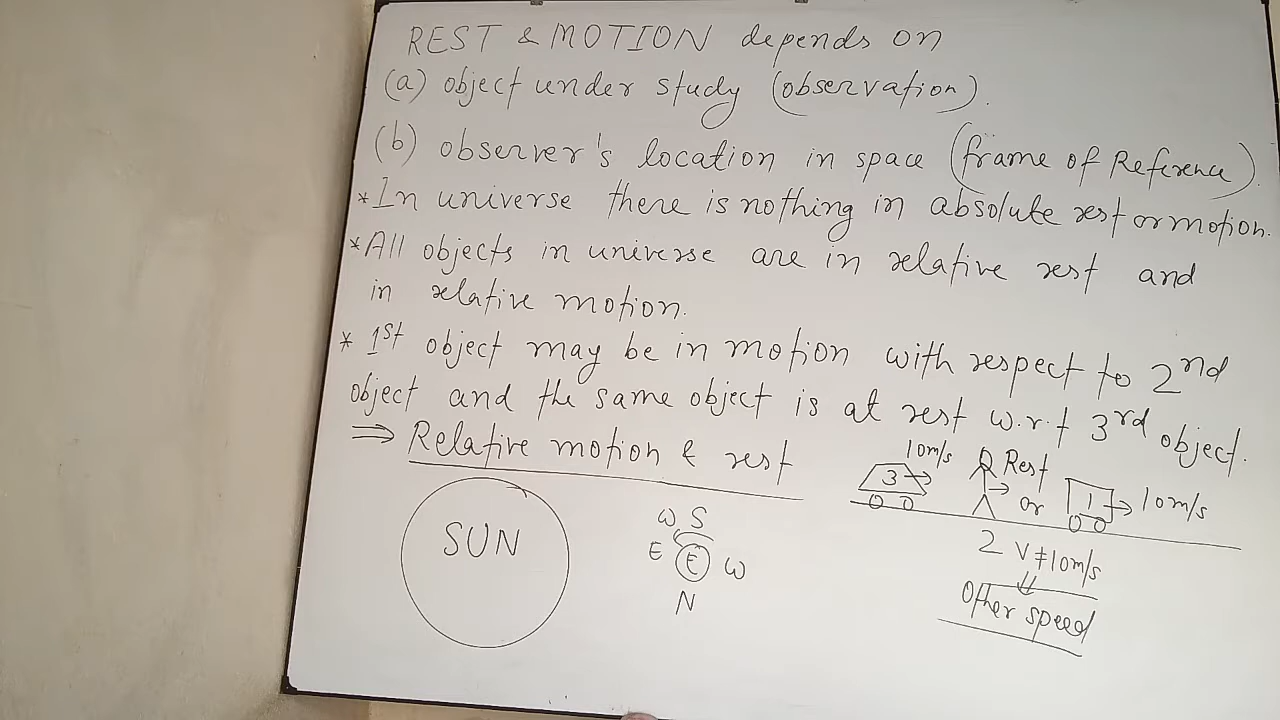 REST & MOTION depends on
(a) object under study (observation).
(b) observer's location in space (frame of Reference).
*In universe there is nothing in absolute rest or motion.
*All objects in universe are in relative rest and
in relative motion.
* 1st object may be in motion with respect to 2nd
object and the same object is at rest w.r.t 3rd object.
⇒ Relative motion & rest
10m/s
3
Rest
or
1
10m/s
2 V≠10m/s
⇓
Other speed
SUN
ω S
E E ω
N